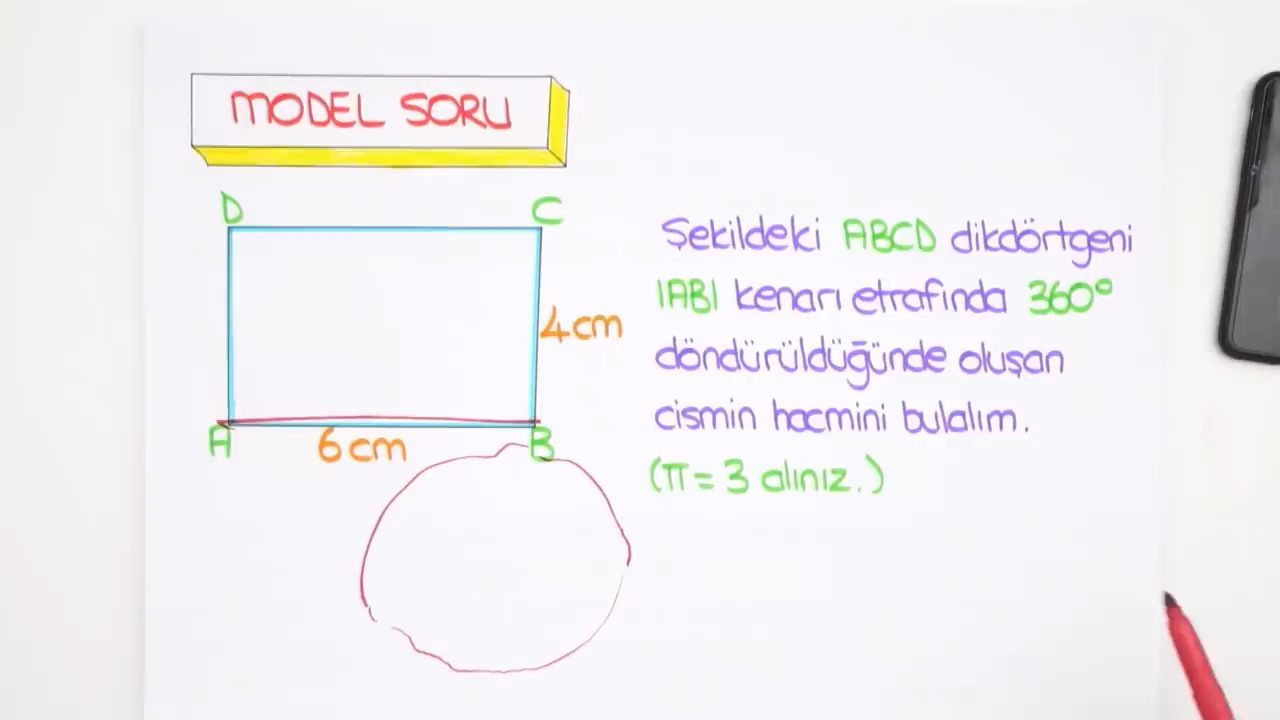 MODEL SORU
D
C
4cm
A
6cm
B
Şekildeki ABCD dikdörtgeni
|AB| kenarı etrafında 360°
döndürüldüğünde oluşan
cismin hacmini bulalım.
(π = 3 alınız.)